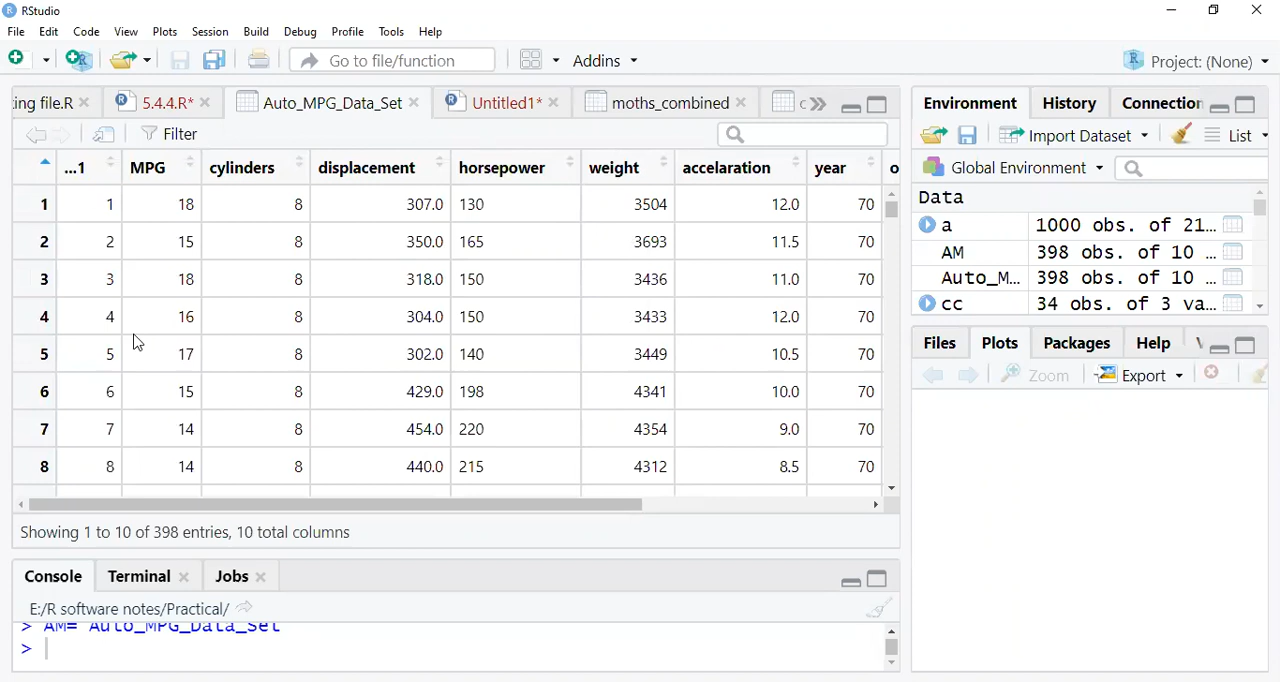 RStudio
File Edit Code View Plots Session Build Debug Profile Tools Help
Go to file/function Addins Project: (None)
ing file.R 5.4.4.R* Auto_MPG_Data_Set Untitled1* moths_combined c
Filter
...1 MPG cylinders displacement horsepower weight accelaration year o
1 1 18 8 307.0 130 3504 12.0 70
2 2 15 8 350.0 165 3693 11.5 70
3 3 18 8 318.0 150 3436 11.0 70
4 4 16 8 304.0 150 3433 12.0 70
5 5 17 8 302.0 140 3449 10.5 70
6 6 15 8 429.0 198 4341 10.0 70
7 7 14 8 454.0 220 4354 9.0 70
8 8 14 8 440.0 215 4312 8.5 70
Showing 1 to 10 of 398 entries, 10 total columns
Console Terminal Jobs
E:/R software notes/Practical/
> AM= Auto_MPG_Data_Set
>
Environment History Connection
Import Dataset List
Global Environment
Data
a 1000 obs. of 21...
AM 398 obs. of 10 ...
Auto_M... 398 obs. of 10 ...
cc 34 obs. of 3 va...
Files Plots Packages Help
Zoom Export